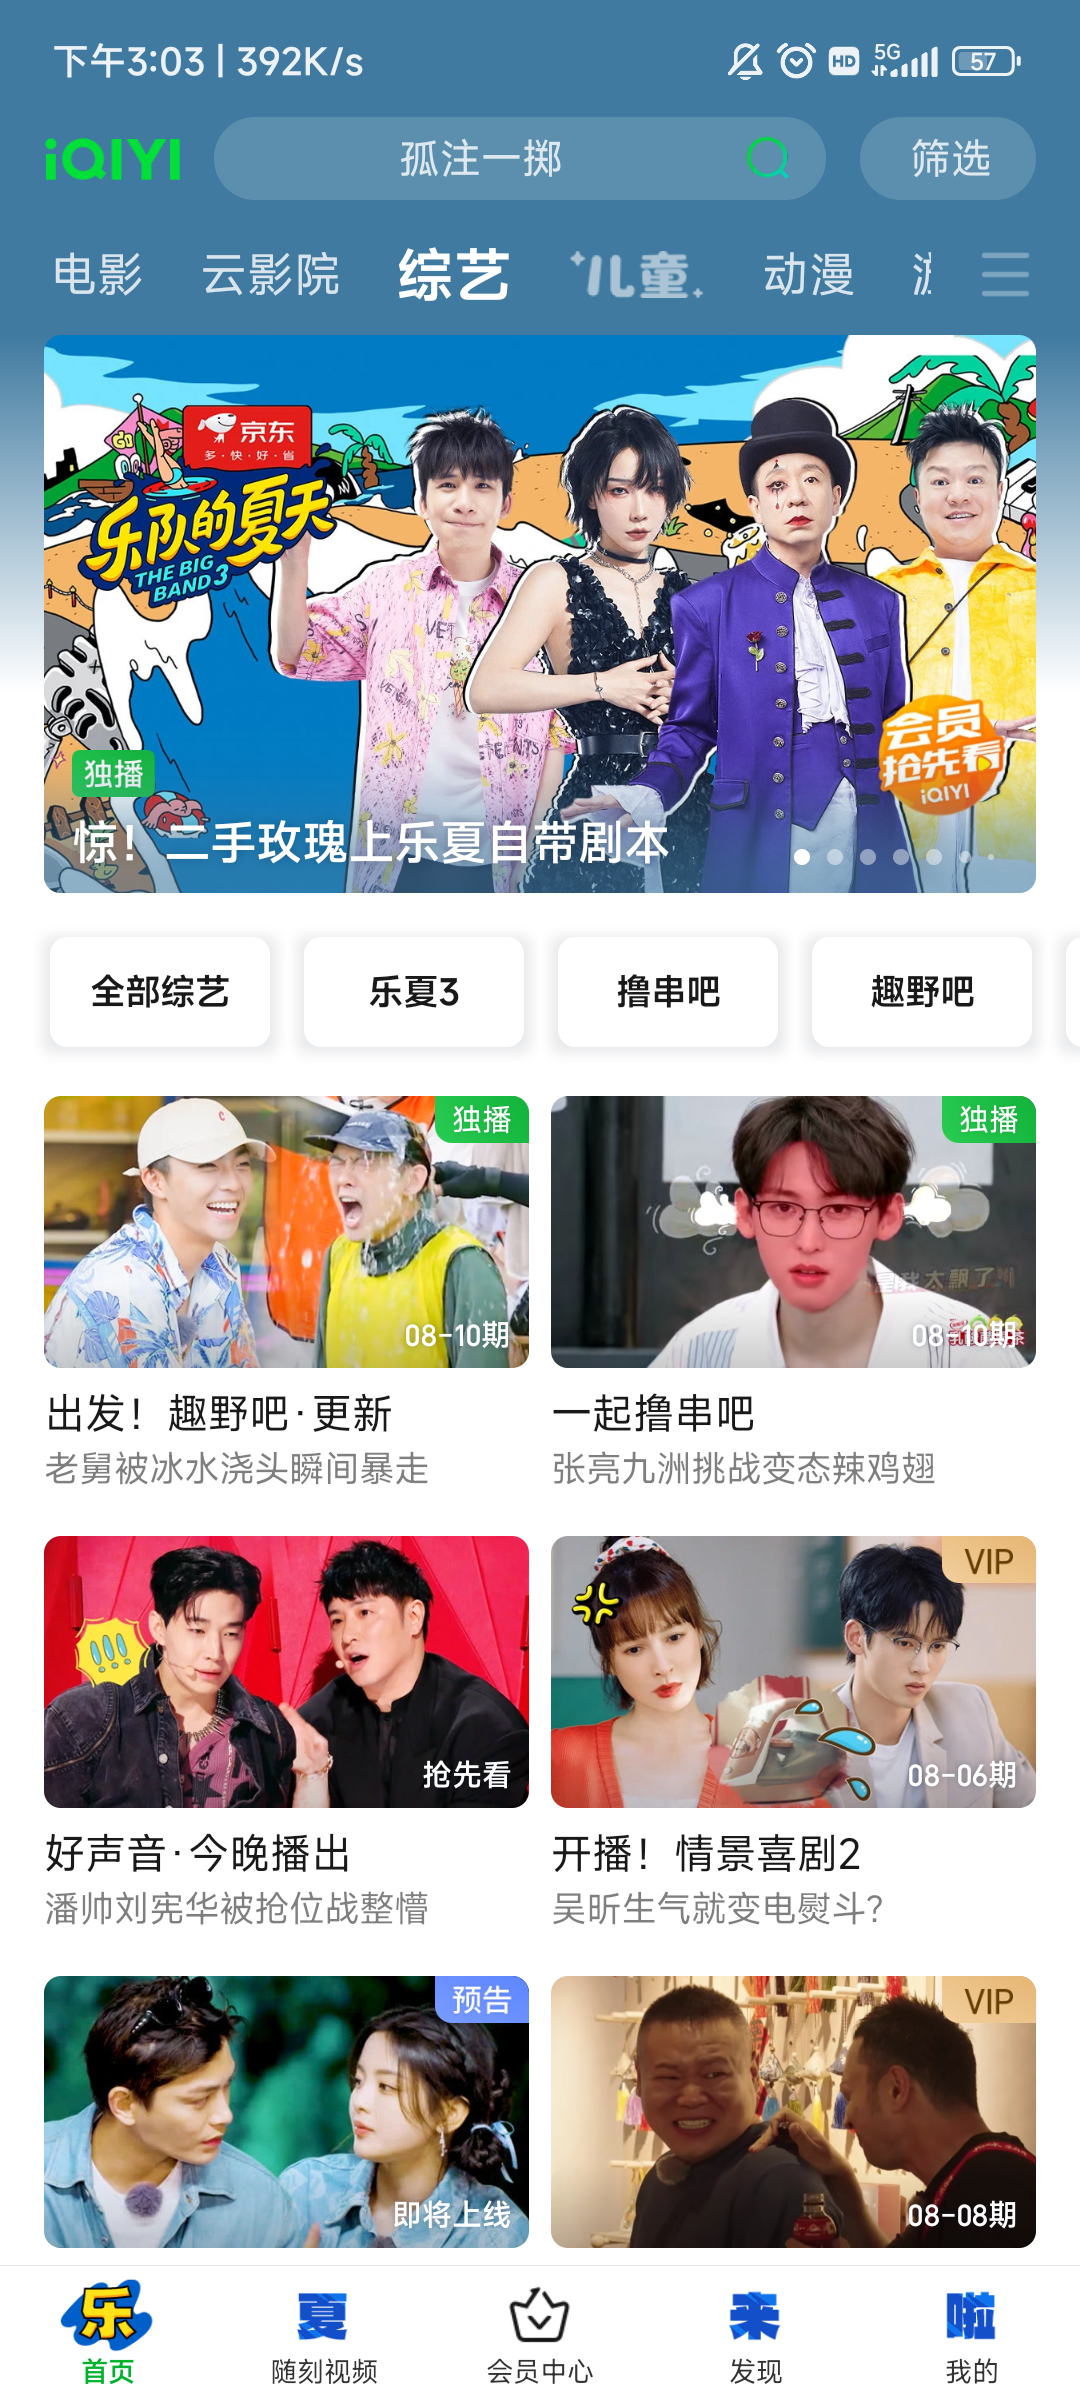 下午3:03 | 392K/s
HD
5G
57
iQIYI
孤注一掷
筛选
电影
云影院
综艺
儿童
动漫
GO
京东
多·快·好·省
乐队的夏天
THE BIG
BAND 3
会员
抢先看
iQIYI
独播
惊！二手玫瑰上乐夏自带剧本
全部综艺
乐夏3
撸串吧
趣野吧
独播
08-10期
独播
是我太飘了
08-10期
出发！趣野吧·更新
一起撸串吧
老舅被冰水浇头瞬间暴走
张亮九洲挑战变态辣鸡翅
抢先看
VIP
08-06期
好声音·今晚播出
开播！情景喜剧2
潘帅刘宪华被抢位战整懵
吴昕生气就变电熨斗?
预告
即将上线
VIP
08-08期
乐
夏
来
啦
首页
随刻视频
会员中心
发现
我的